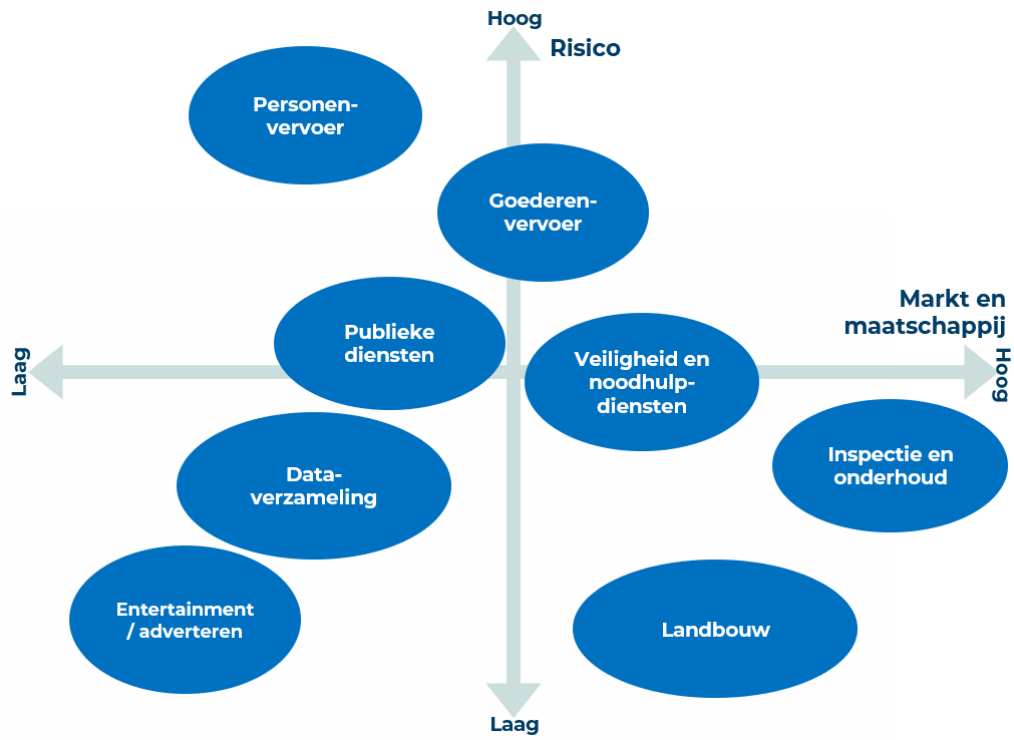 Hoog
Risico
Personen-
vervoer
Goederen-
vervoer
Markt en
maatschappij
Publieke
diensten
Veiligheid en
noodhulp-
diensten
Laag
Hoog
Inspectie en
onderhoud
Data-
verzameling
Entertainment
/ adverteren
Landbouw
Laag